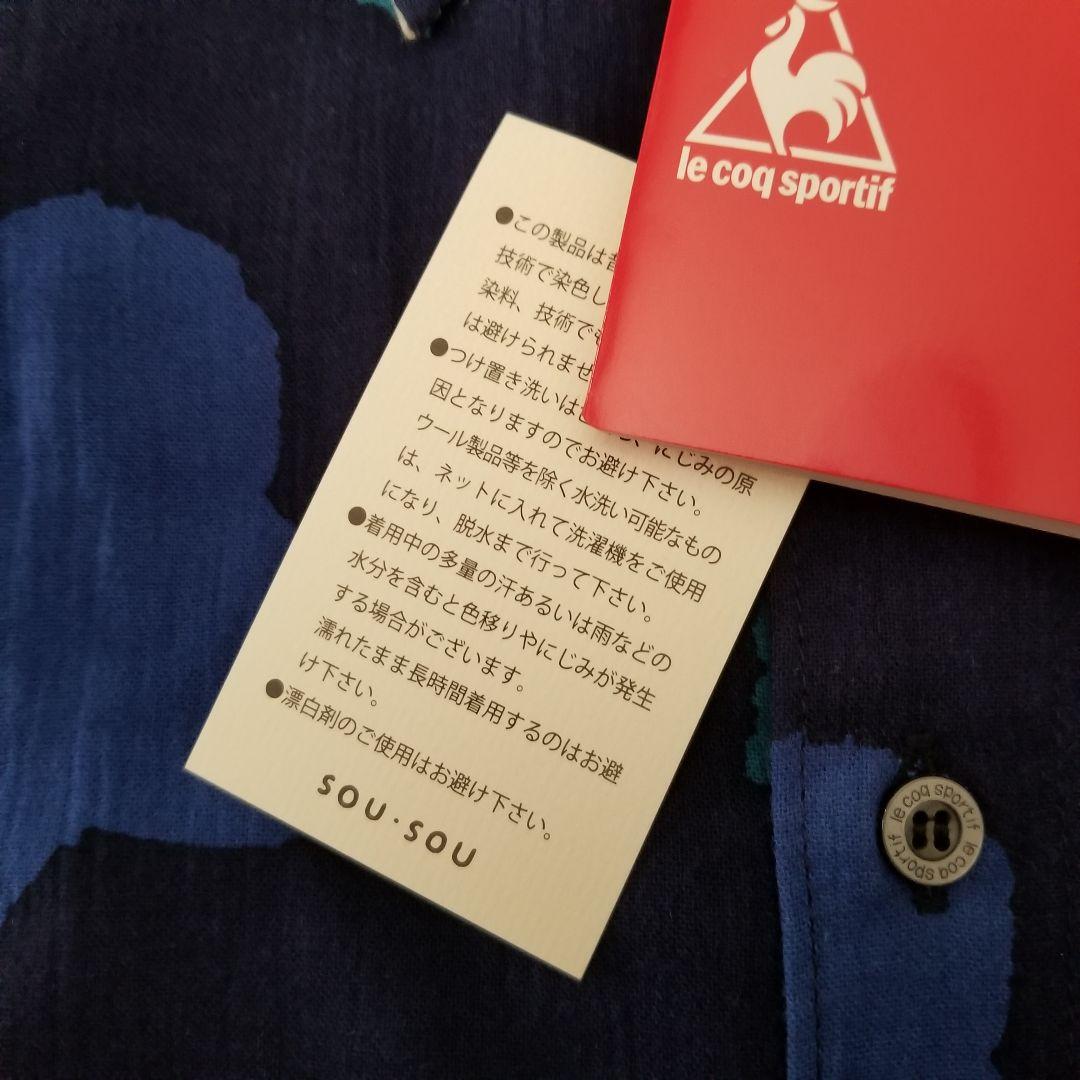 le coq sportif
●この製品は
技術で染色し
染料、技術で
は避けられませ
●つけ置き洗いは にじみの原
因となりますのでお避け下さい。
ウール製品等を除く水洗い可能なもの
は、ネットに入れて洗濯機をご使用
になり、脱水まで行って下さい。
●着用中の多量の汗あるいは雨などの
水分を含むと色移りやにじみが発生
する場合がございます。
濡れたまま長時間着用するのはお避
け下さい。
●漂白剤のご使用はお避け下さい。
SOU・SOU
le coq sportif le coq sportif